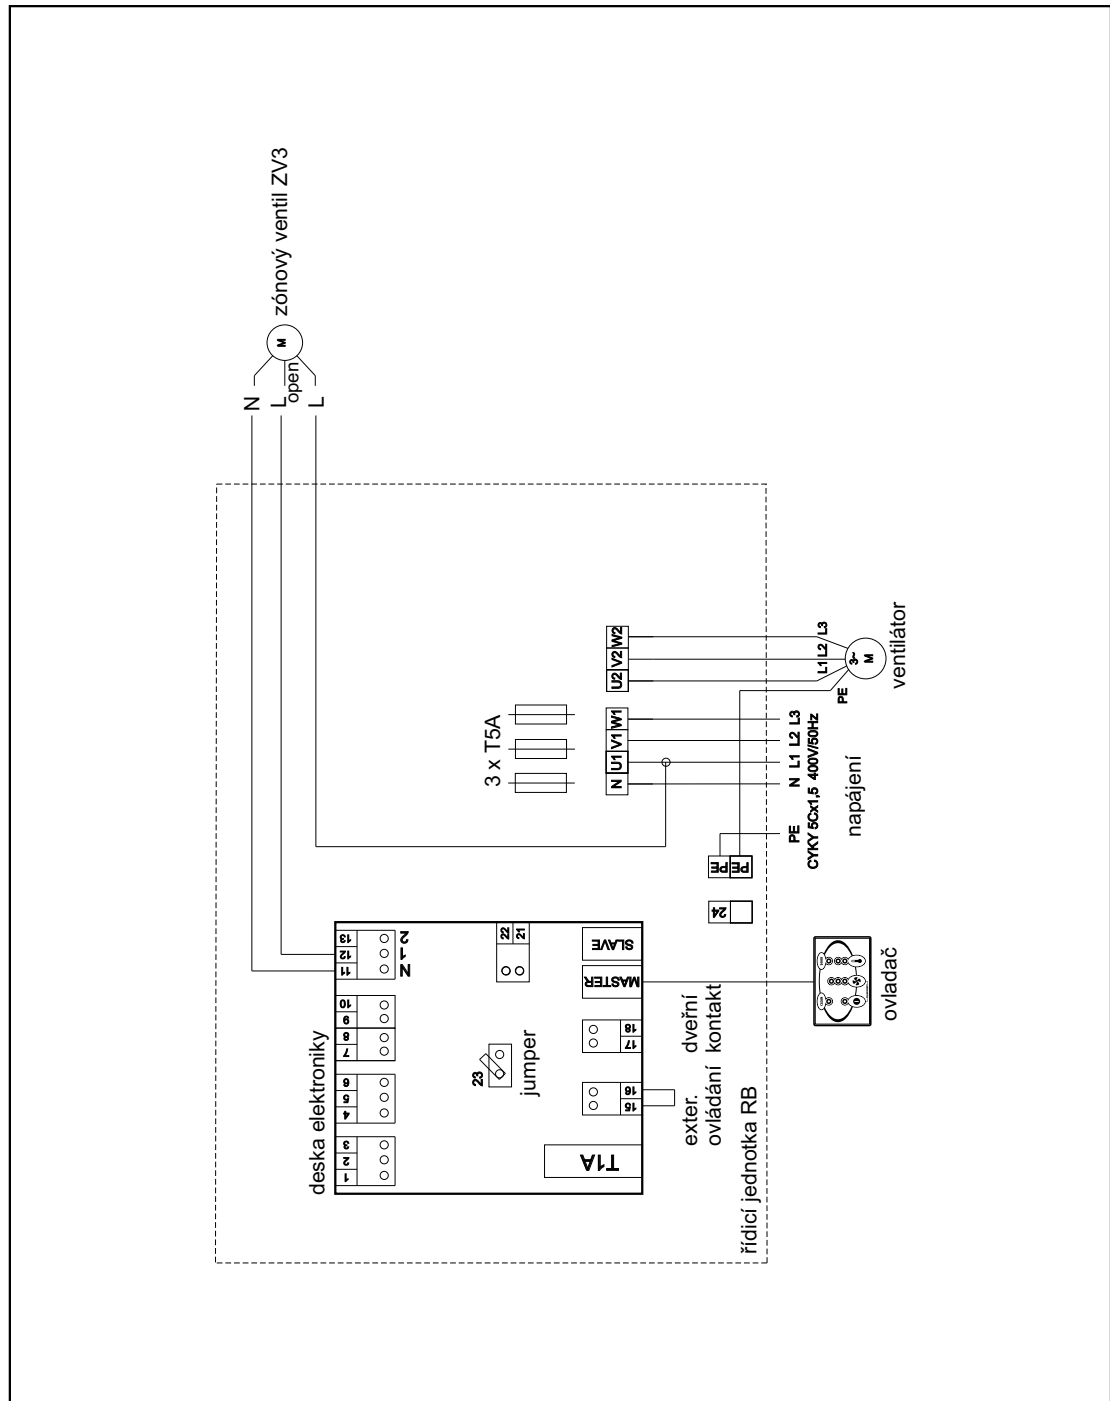 zónový ventil ZV3
M
N
L
open
L
deska elektroniky
1 2 3
4 5 6
7 8 9 10
11 12 13
N 1 2
22
21
23
jumper
T1A
15 16
17 18
MASTER
SLAVE
exter.
ovládání
dveřní
kontakt
řídicí jednotka RB
24
PE
PE
3 x T5A
N U1 V1 W1
U2 V2 W2
PE N L1 L2 L3
CYKY 5Cx1,5 400V/50Hz
napájení
PE
L1 L2 L3
3~
M
ventilátor
ovladač